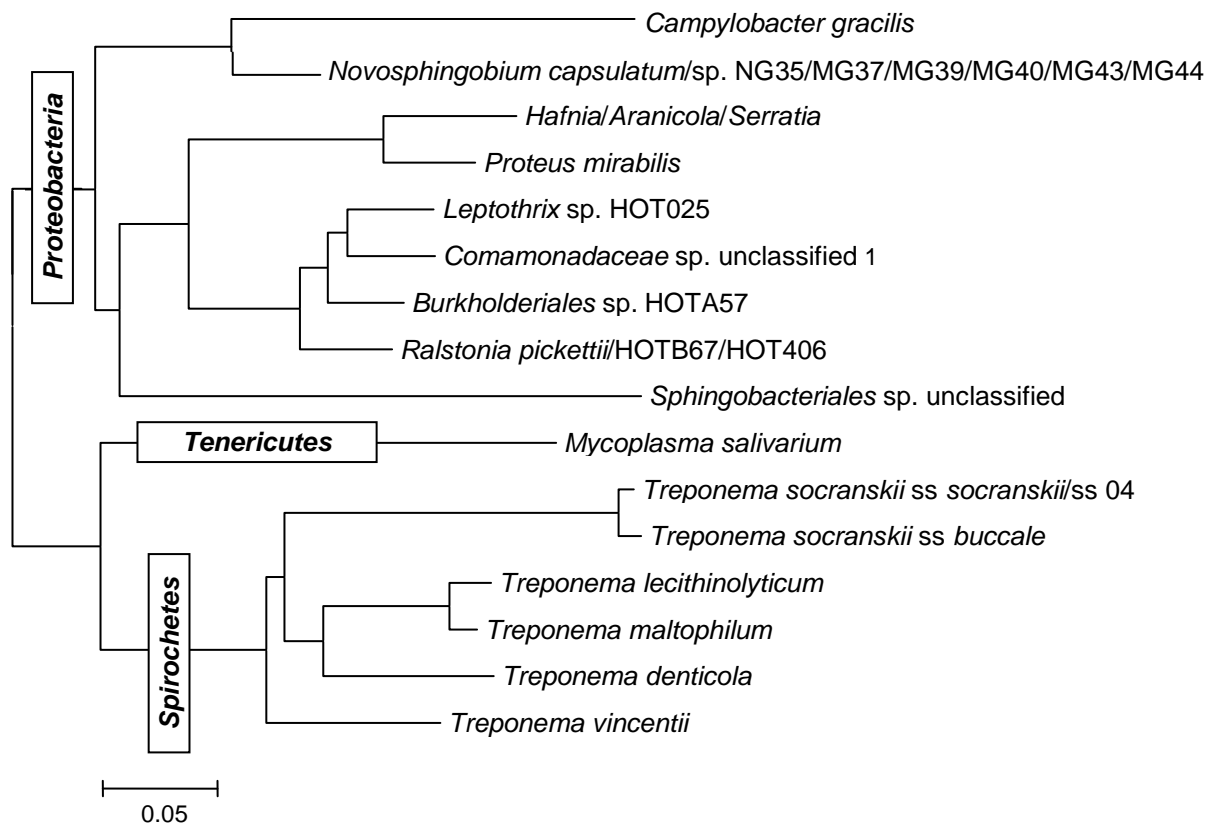 Campylobacter gracilis
Novosphingobium capsulatum/sp. NG35/MG37/MG39/MG40/MG43/MG44
Hafnia/Aranicola/Serratia
Proteobacteria
Proteus mirabilis
Leptothrix sp. HOT025
Comamonadaceae sp. unclassified 1
Burkholderiales sp. HOTA57
Ralstonia pickettii/HOTB67/HOT406
Sphingobacteriales sp. unclassified
Tenericutes
Mycoplasma salivarium
Treponema socranskii ss socranskii/ss 04
Treponema socranskii ss buccale
Treponema lecithinolyticum
Spirochetes
Treponema maltophilum
Treponema denticola
Treponema vincentii
0.05